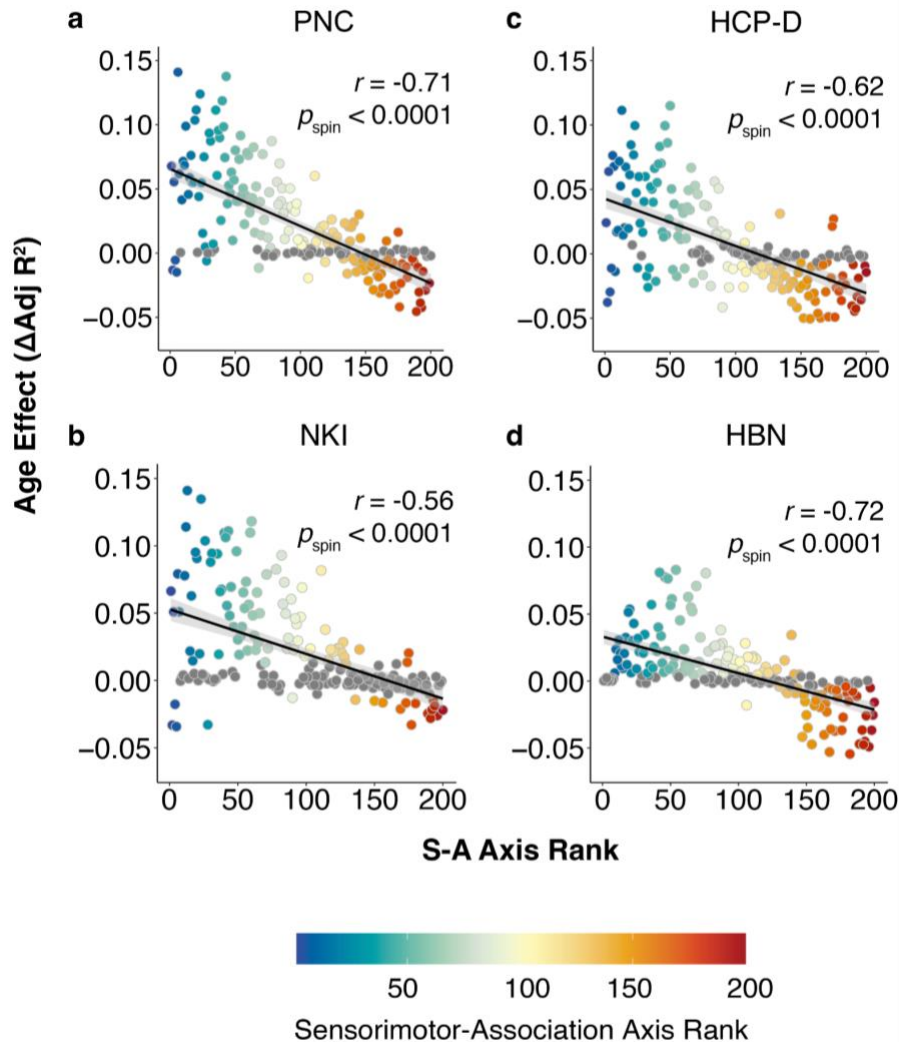 a PNC
0.15
0.10
0.05
0.00
−0.05
r = -0.71
pspin < 0.0001
0 50 100 150 200
c HCP-D
0.15
0.10
0.05
0.00
−0.05
r = -0.62
pspin < 0.0001
0 50 100 150 200
Age Effect (ΔAdj R²)
b NKI
0.15
0.10
0.05
0.00
−0.05
r = -0.56
pspin < 0.0001
0 50 100 150 200
d HBN
0.15
0.10
0.05
0.00
−0.05
r = -0.72
pspin < 0.0001
0 50 100 150 200
S-A Axis Rank
50 100 150 200
Sensorimotor-Association Axis Rank